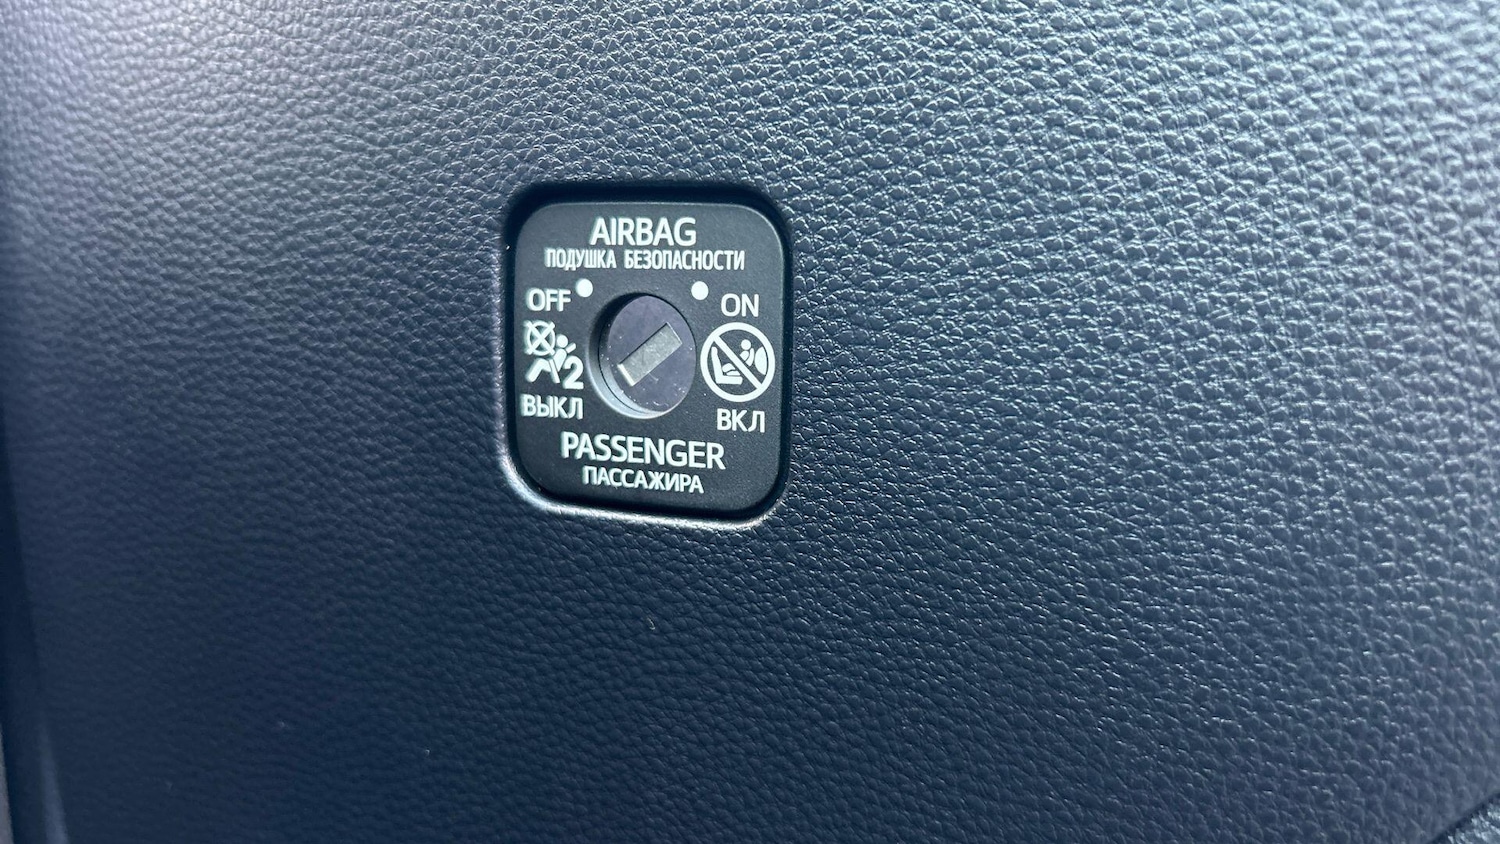 AIRBAG
ПОДУШКА БЕЗОПАСНОСТИ
OFF
ON
2
ВЫКЛ
ВКЛ
PASSENGER
ПАССАЖИРА